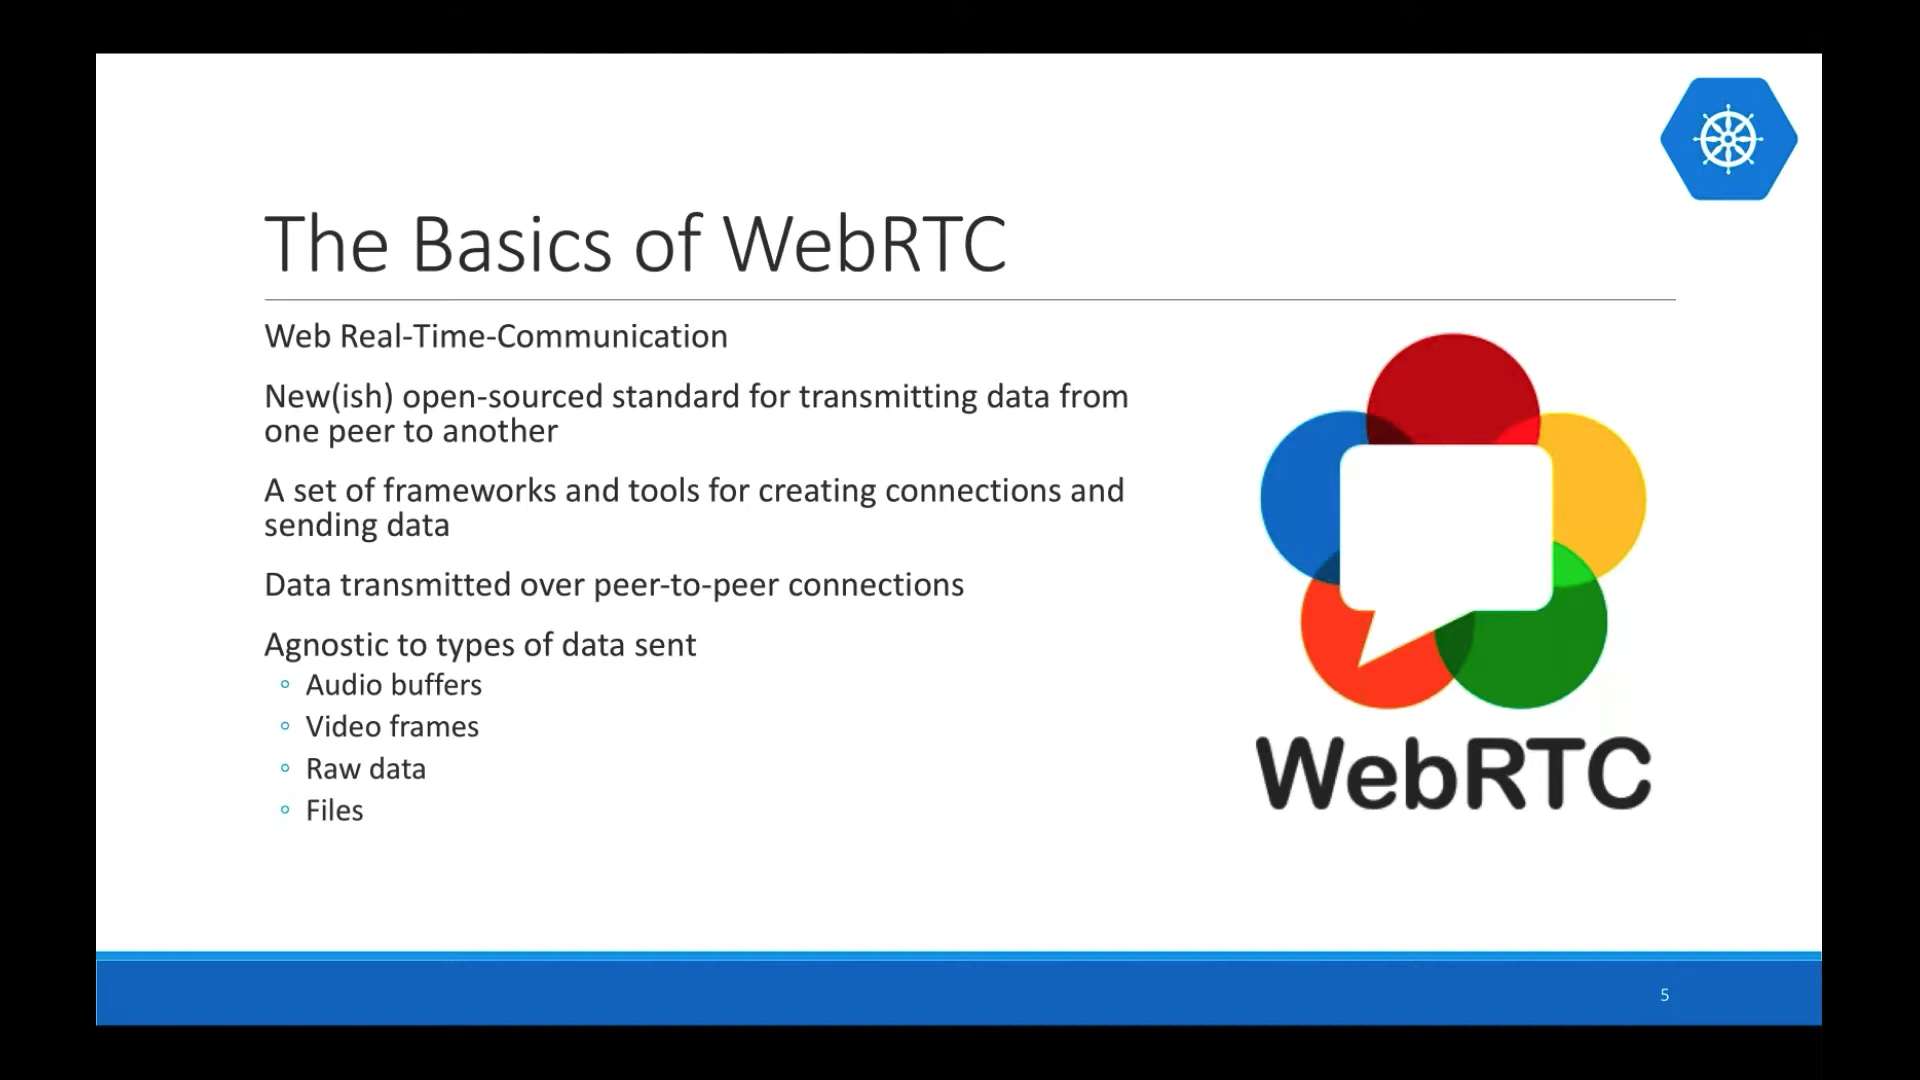 The Basics of WebRTC
Web Real-Time-Communication
New(ish) open-sourced standard for transmitting data from
one peer to another
A set of frameworks and tools for creating connections and
sending data
Data transmitted over peer-to-peer connections
Agnostic to types of data sent
Audio buffers
Video frames
Raw data
Files
WebRTC
5